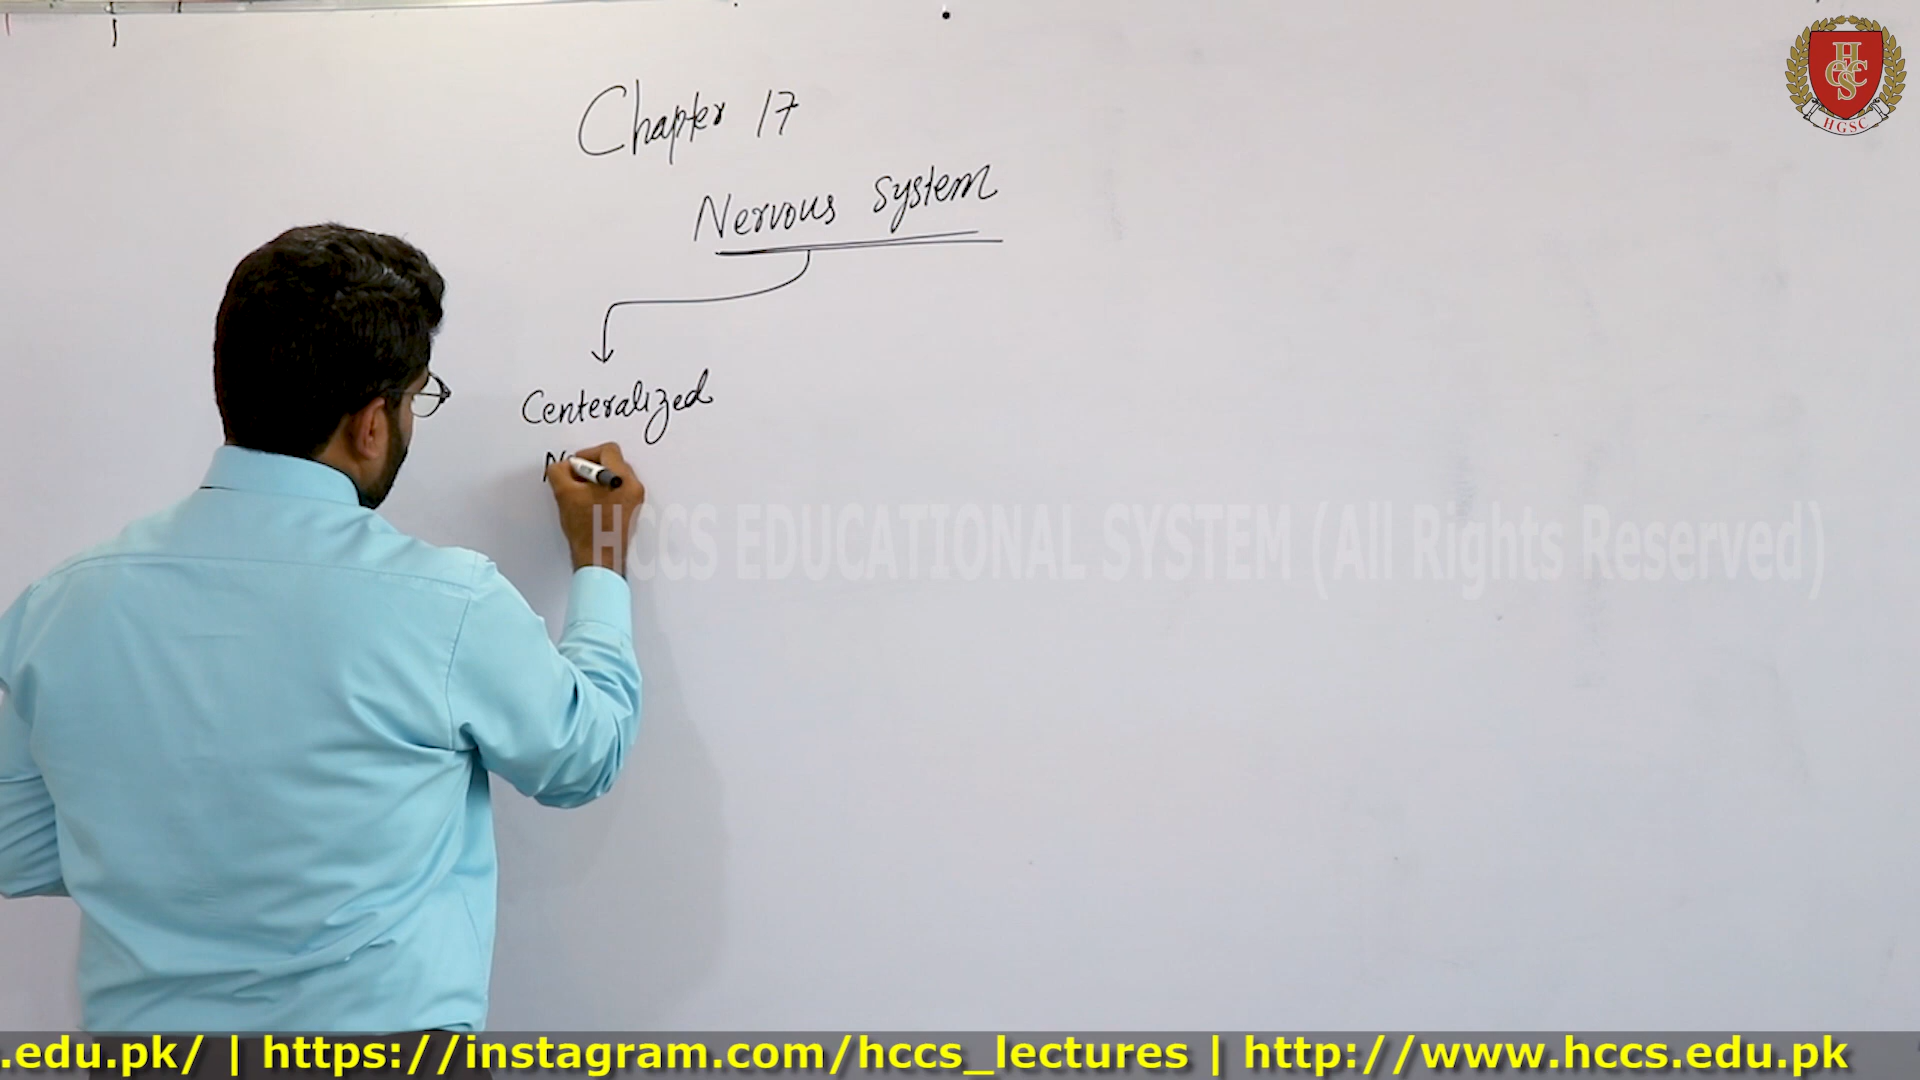 Chapter 17
Nervous system
Centeralized
N
HCCS EDUCATIONAL SYSTEM (All Rights Reserved)
HGSC
.edu.pk/ | https://instagram.com/hccs_lectures | http://www.hccs.edu.pk